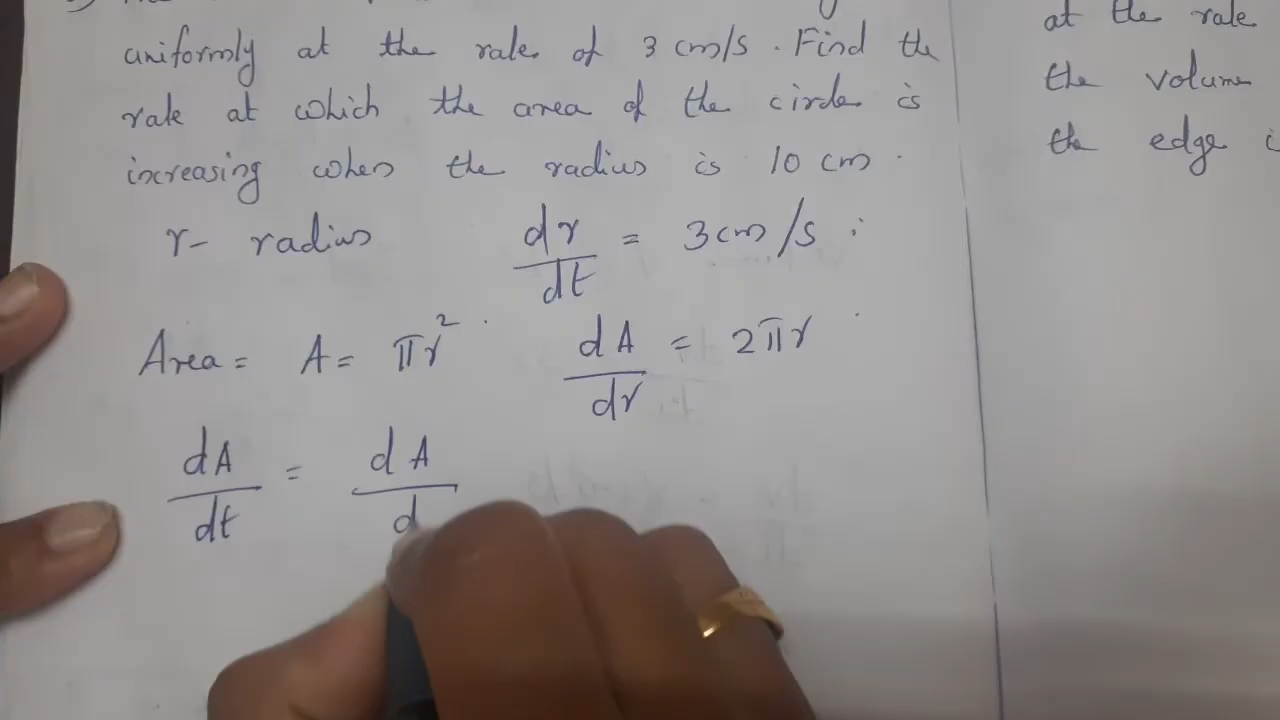 uniformly at the rate of 3 cm/s . Find the
rate at which the area of the circle is
increasing when the radius is 10 cm .
r - radius dr/dt = 3 cm/s ;
Area = A = πr² . dA/dr = 2πr
dA/dt = dA/d
at the rate
the volume
the edge i